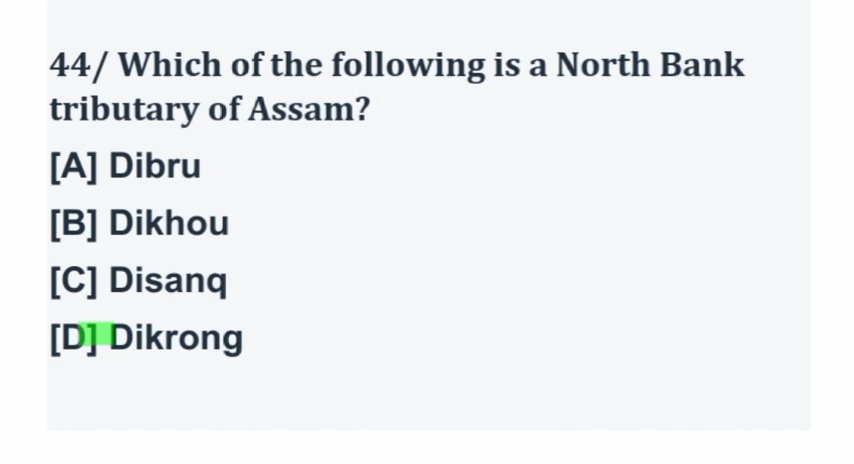 44/ Which of the following is a North Bank
tributary of Assam?
[A] Dibru
[B] Dikhou
[C] Disanq
[D] Dikrong